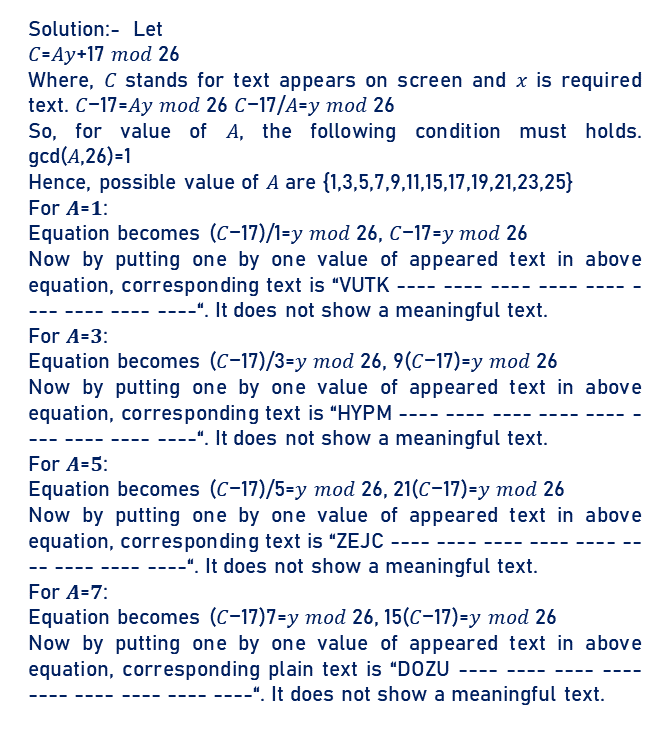 Solution:- Let
C=Ay+17 mod 26
Where, C stands for text appears on screen and x is required
text. C−17=Ay mod 26 C−17/A=y mod 26
So, for value of A, the following condition must holds.
gcd(A,26)=1
Hence, possible value of A are {1,3,5,7,9,11,15,17,19,21,23,25}
For A=1:
Equation becomes (C−17)/1=y mod 26, C−17=y mod 26
Now by putting one by one value of appeared text in above
equation, corresponding text is “VUTK ---- ---- ---- ---- ---- -
--- ---- ---- ----“. It does not show a meaningful text.
For A=3:
Equation becomes (C−17)/3=y mod 26, 9(C−17)=y mod 26
Now by putting one by one value of appeared text in above
equation, corresponding text is “HYPM ---- ---- ---- ---- ---- -
--- ---- ---- ----“. It does not show a meaningful text.
For A=5:
Equation becomes (C−17)/5=y mod 26, 21(C−17)=y mod 26
Now by putting one by one value of appeared text in above
equation, corresponding text is “ZEJC ---- ---- ---- ---- ---- --
-- ---- ---- ----“. It does not show a meaningful text.
For A=7:
Equation becomes (C−17)7=y mod 26, 15(C−17)=y mod 26
Now by putting one by one value of appeared text in above
equation, corresponding plain text is “DOZU ---- ---- ---- ----
---- ---- ---- ---- ----“. It does not show a meaningful text.